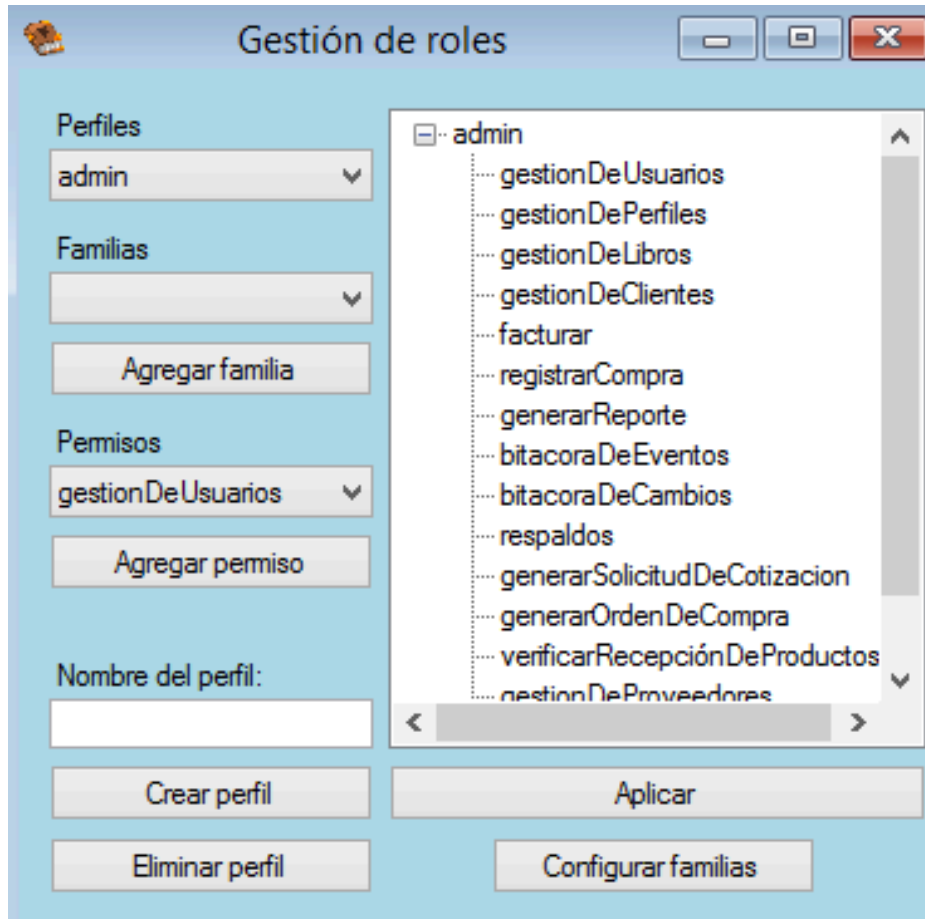 Gestión de roles
Perfiles
admin
Familias
Agregar familia
Permisos
gestionDeUsuarios
Agregar permiso
Nombre del perfil:
Crear perfil
Eliminar perfil
admin
gestionDeUsuarios
gestionDePerfiles
gestionDeLibros
gestionDeClientes
facturar
registrarCompra
generarReporte
bitacoraDeEventos
bitacoraDeCambios
respaldos
generarSolicitudDeCotizacion
generarOrdenDeCompra
verificarRecepciónDeProductos
gestionDeProveedores
Aplicar
Configurar familias